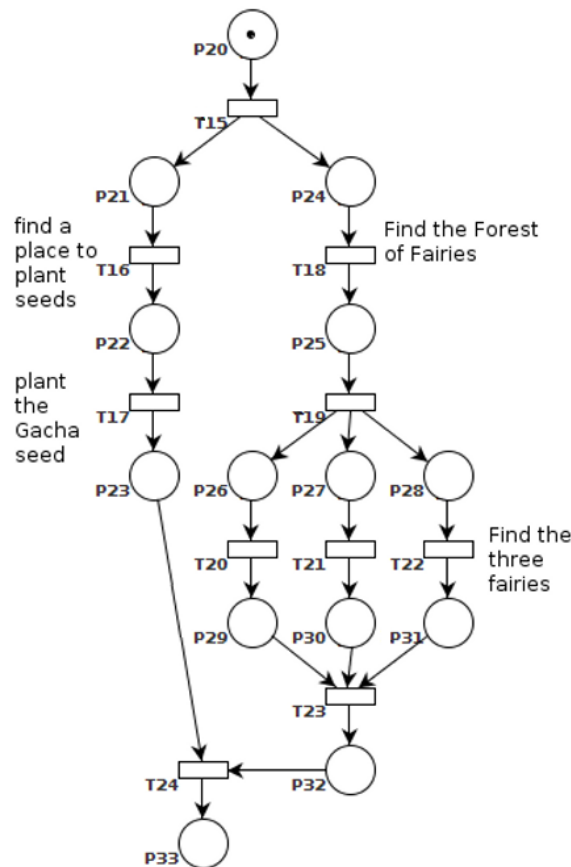 P20
T15
P21
P24
find a
place to
plant
seeds
T16
Find the Forest
of Fairies
T18
P22
P25
plant
the
Gacha
seed
T17
T19
P23
P26
P27
P28
T20
T21
T22
Find the
three
fairies
P29
P30
P31
T23
T24
P32
P33